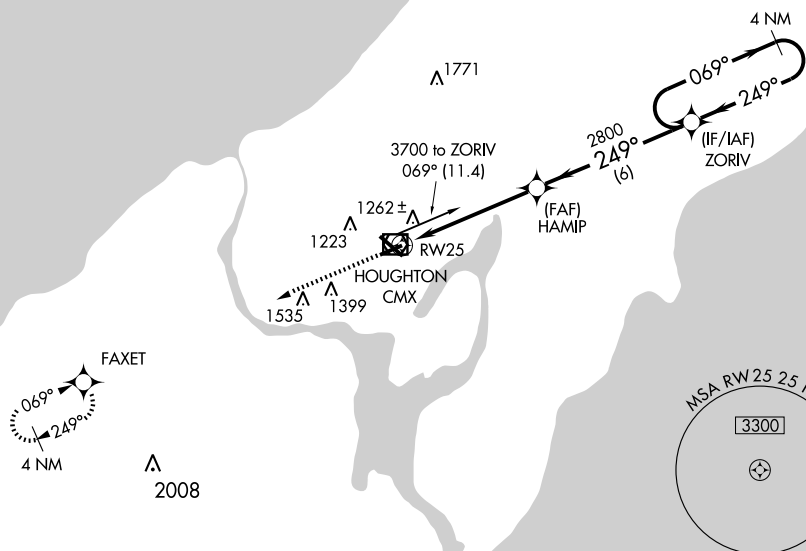 4 NM
1771
069°
249°
(IF/IAF)
ZORIV
2800
249°
(6)
3700 to ZORIV
069° (11.4)
(FAF)
HAMIP
1262 ±
1223
RW25
HOUGHTON
CMX
1535
1399
FAXET
069°
249°
4 NM
2008
MSA RW25 25
3300